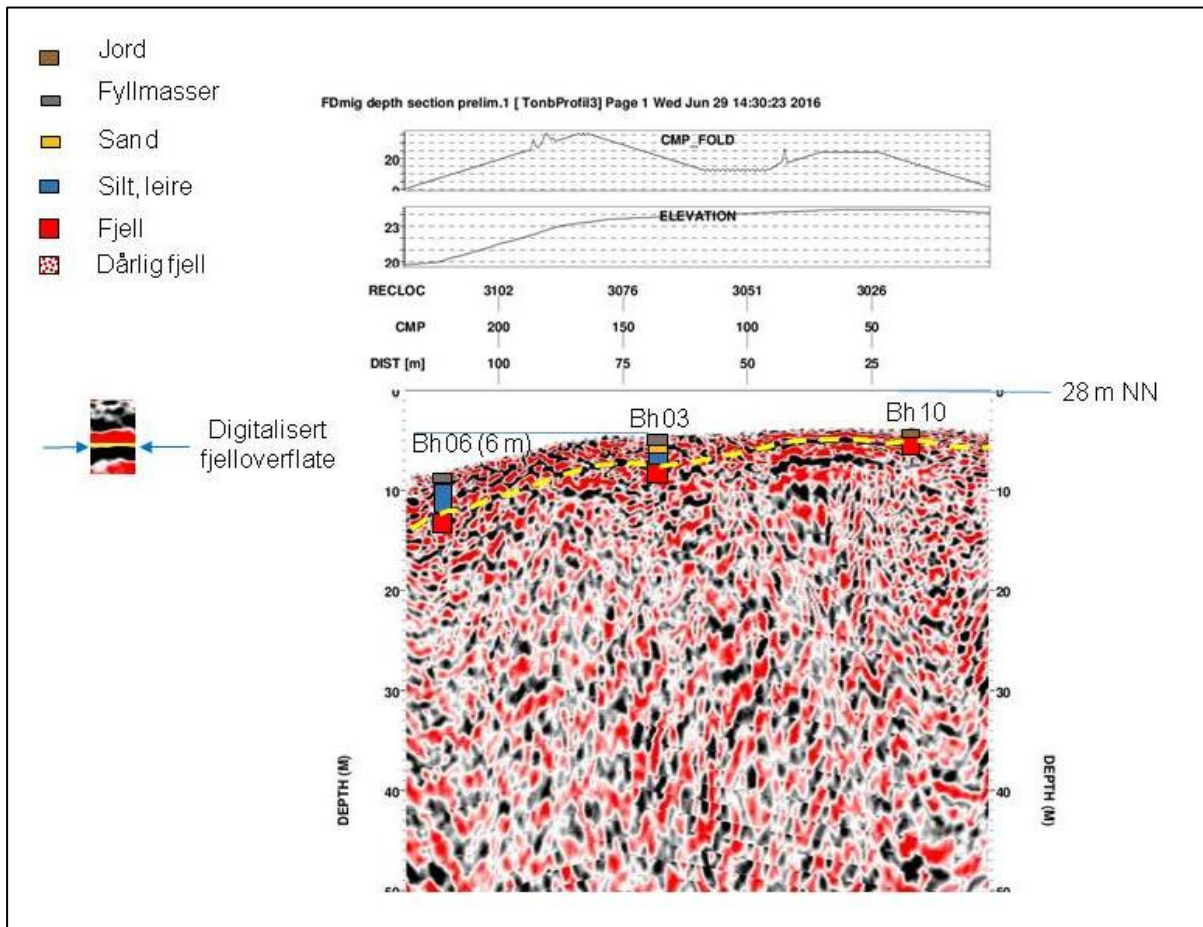 Jord
Fyllmasser
Sand
Silt, leire
Fjell
Dårlig fjell
Digitalisert
fjelloverflate
FDmig depth section prelim.1 [ TonbProfil3] Page 1 Wed Jun 29 14:30:23 2016
CMP_FOLD
20
0
ELEVATION
23
20
RECLOC 3102 3076 3051 3026
CMP 200 150 100 50
DIST [m] 100 75 50 25
0 0 28 m NN
Bh 06 (6 m) Bh 03 Bh 10
10 10
20 20
30 30
40 40
50 50
DEPTH (M) DEPTH (M)